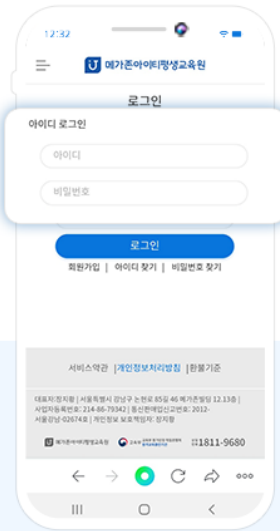 12:32
메가존아이티평생교육원
로그인
아이디 로그인
아이디
비밀번호
로그인
회원가입 | 아이디 찾기 | 비밀번호 찾기
서비스약관 |개인정보처리방침 |환불기준
대표자:장지황 | 서울특별시 강남구 논현로 85길 46 메가존빌딩 12.13층 |
사업자등록번호: 214-86-79342 | 통신판매업신고번호: 2012-
서울강남-02674호 | 개인정보 보호책임자: 장지황
메가존아이티평생교육원 교육부 1811-9680